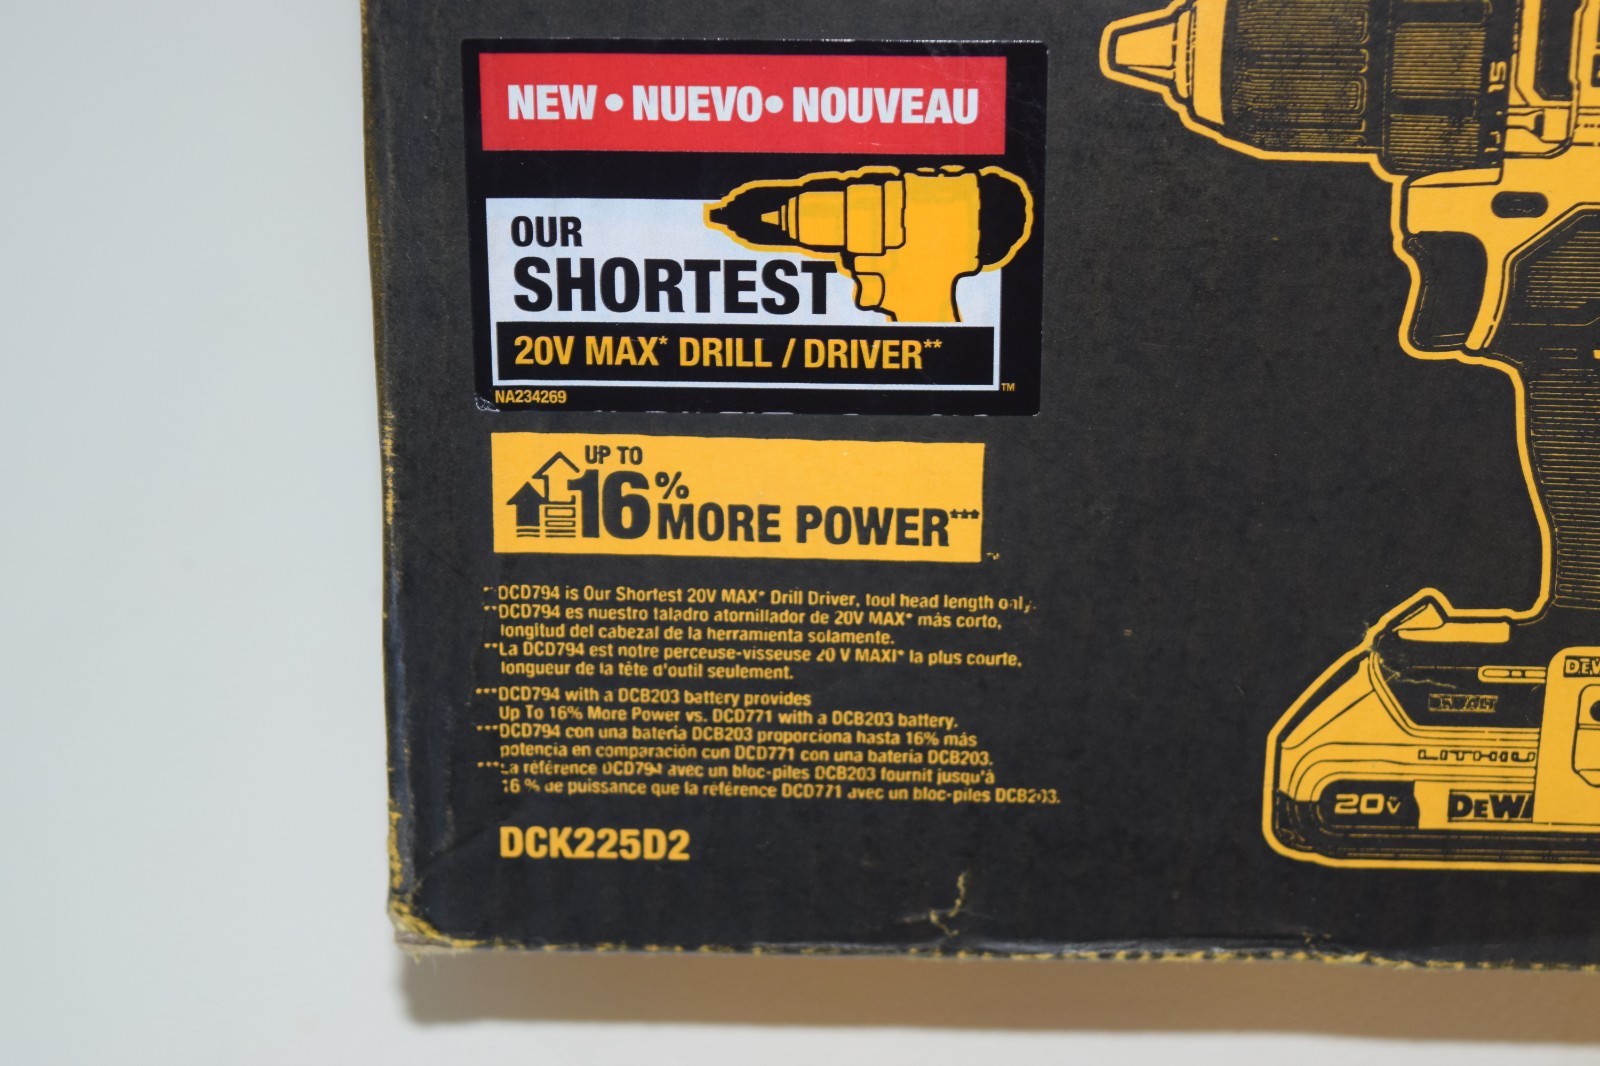 NEW • NUEVO • NOUVEAU
OUR
SHORTEST
20V MAX* DRILL / DRIVER**
TM
NA234269
UP TO
16%
MORE POWER***
**DCD794 is Our Shortest 20V MAX* Drill Driver, tool head length only.
**DCD794 es nuestro taladro atornillador de 20V MAX* más corto,
longitud del cabezal de la herramienta solamente.
**La DCD794 est notre perceuse-visseuse 20 V MAXI* la plus courte,
longueur de la tête d'outil seulement.
***DCD794 with a DCB203 battery provides
Up To 16% More Power vs. DCD771 with a DCB203 battery.
***DCD794 con una batería DCB203 proporciona hasta 16% más
potencia en comparación con DCD771 con una batería DCB203.
***La référence DCD794 avec un bloc-piles DCB203 fournit jusqu'à
16 % de puissance que la référence DCD771 avec un bloc-piles DCB203.
DCK225D2
15
DEWALT
LITHIU
20V
DEWA